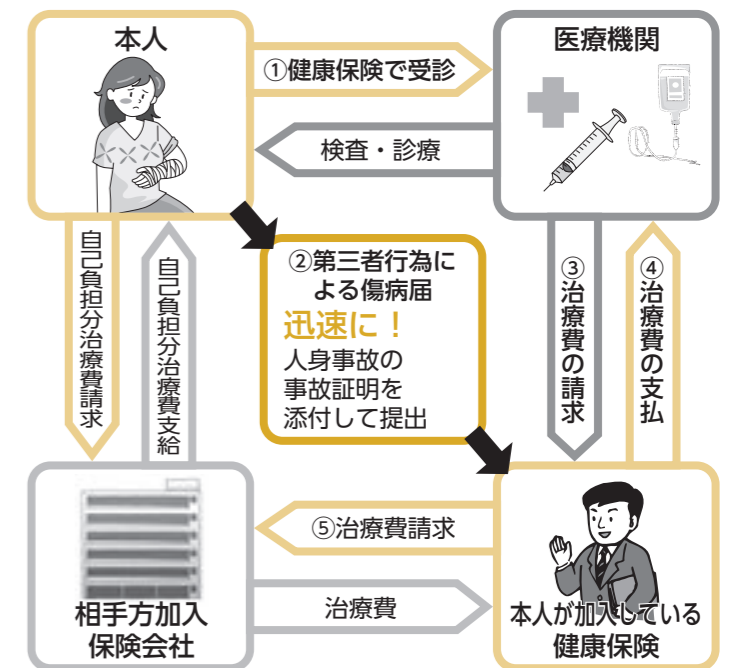 本人
①健康保険で受診
医療機関
検査・診療
自己負担分治療費請求
自己負担分治療費支給
②第三者行為に
よる傷病届
迅速に！
人身事故の
事故証明を
添付して提出
③治療費の請求
④治療費の支払
⑤治療費請求
治療費
相手方加入
保険会社
本人が加入している
健康保険